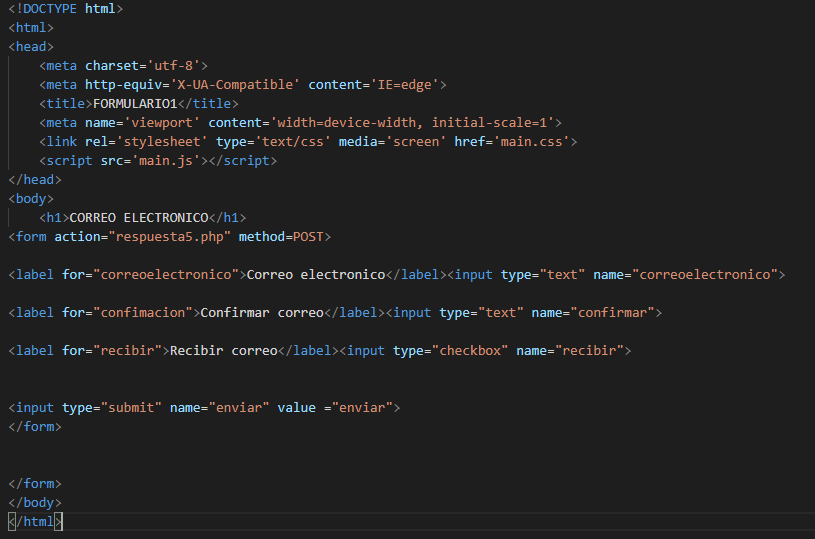 <!DOCTYPE html>
<html>
<head>
    <meta charset='utf-8'>
    <meta http-equiv='X-UA-Compatible' content='IE=edge'>
    <title>FORMULARIO1</title>
    <meta name='viewport' content='width=device-width, initial-scale=1'>
    <link rel='stylesheet' type='text/css' media='screen' href='main.css'>
    <script src='main.js'></script>
</head>
<body>
    <h1>CORREO ELECTRONICO</h1>
<form action="respuesta5.php" method=POST>
<label for="correoelectronico">Correo electronico</label><input type="text" name="correoelectronico">
<label for="confimacion">Confirmar correo</label><input type="text" name="confirmar">
<label for="recibir">Recibir correo</label><input type="checkbox" name="recibir">
<input type="submit" name="enviar" value ="enviar">
</form>
</form>
</body>
</html>